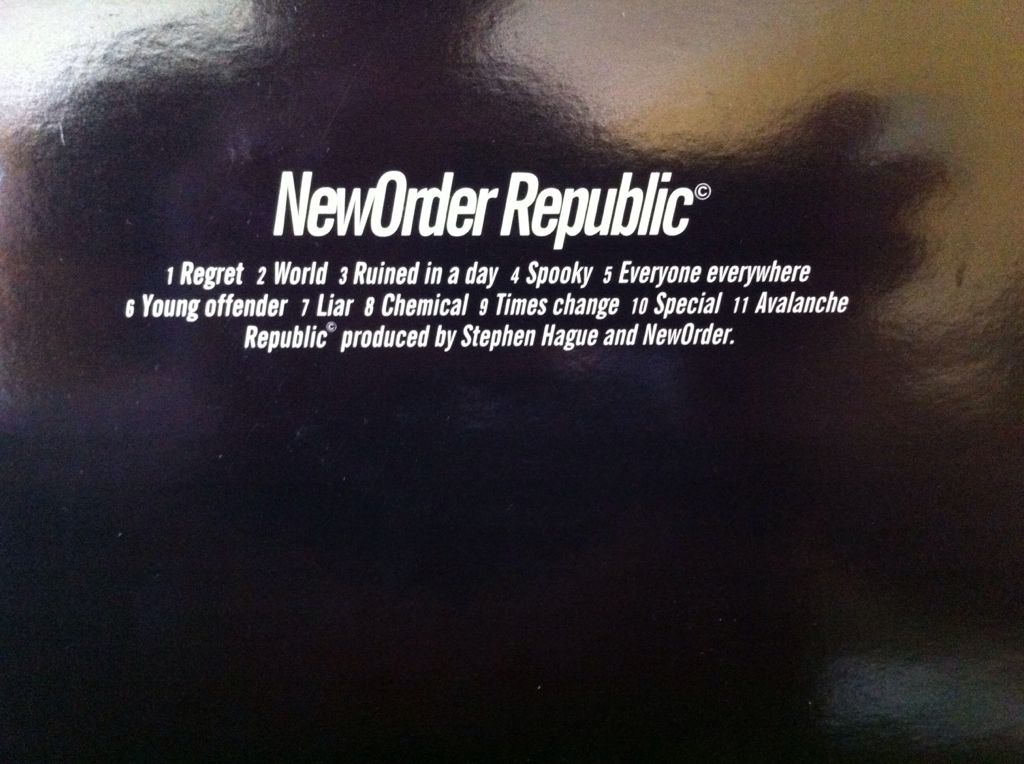 NewOrder Republic©
1 Regret 2 World 3 Ruined in a day 4 Spooky 5 Everyone everywhere
6 Young offender 7 Liar 8 Chemical 9 Times change 10 Special 11 Avalanche
Republic© produced by Stephen Hague and NewOrder.